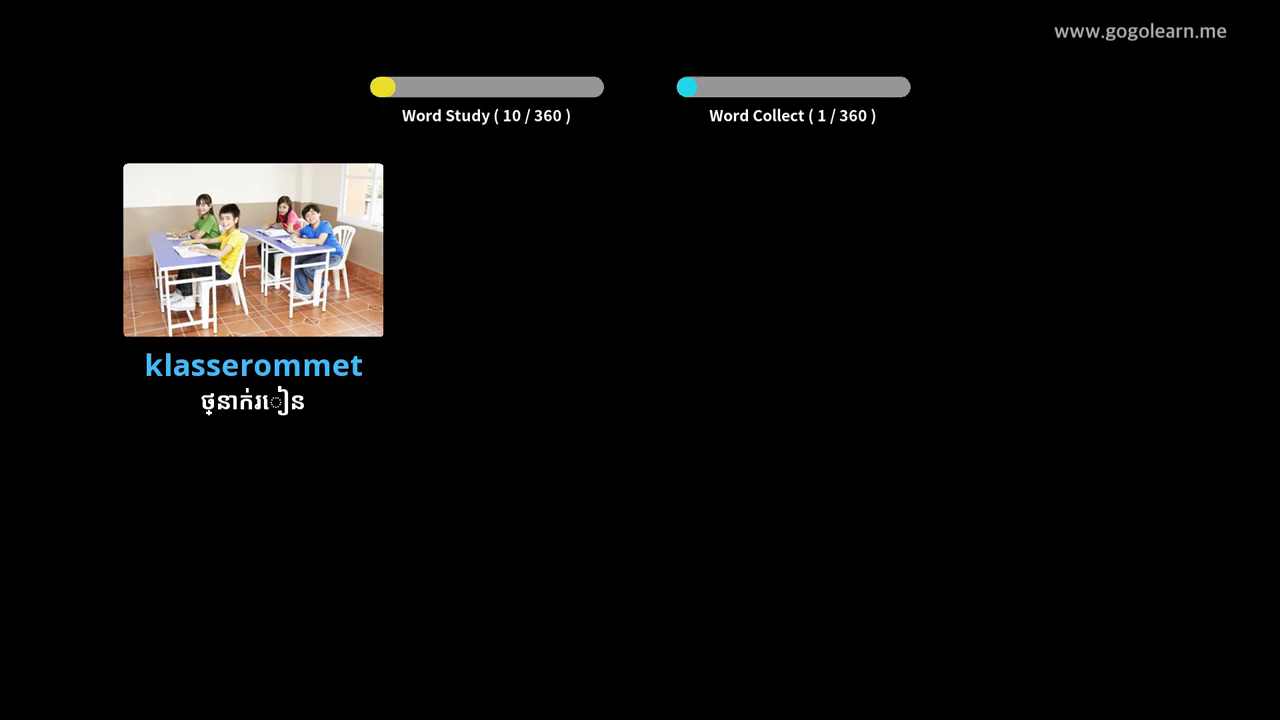 www.gogolearn.me
Word Study ( 10 / 360 )
Word Collect ( 1 / 360 )
klasserommet
ថ្នាក់រៀន